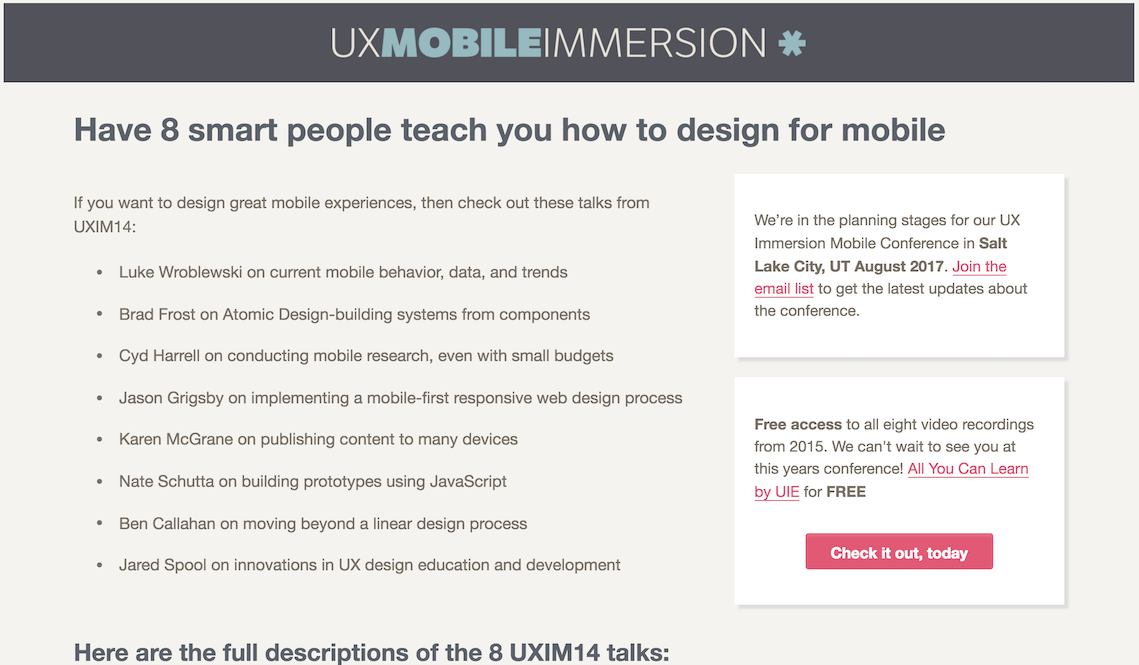 UXMOBILEIMMERSION *
Have 8 smart people teach you how to design for mobile
If you want to design great mobile experiences, then check out these talks from
UXIM14:
• Luke Wroblewski on current mobile behavior, data, and trends
• Brad Frost on Atomic Design-building systems from components
• Cyd Harrell on conducting mobile research, even with small budgets
• Jason Grigsby on implementing a mobile-first responsive web design process
• Karen McGrane on publishing content to many devices
• Nate Schutta on building prototypes using JavaScript
• Ben Callahan on moving beyond a linear design process
• Jared Spool on innovations in UX design education and development
We’re in the planning stages for our UX
Immersion Mobile Conference in Salt
Lake City, UT August 2017. Join the
email list to get the latest updates about
the conference.
Free access to all eight video recordings
from 2015. We can't wait to see you at
this years conference! All You Can Learn
by UIE for FREE
Check it out, today
Here are the full descriptions of the 8 UXIM14 talks: